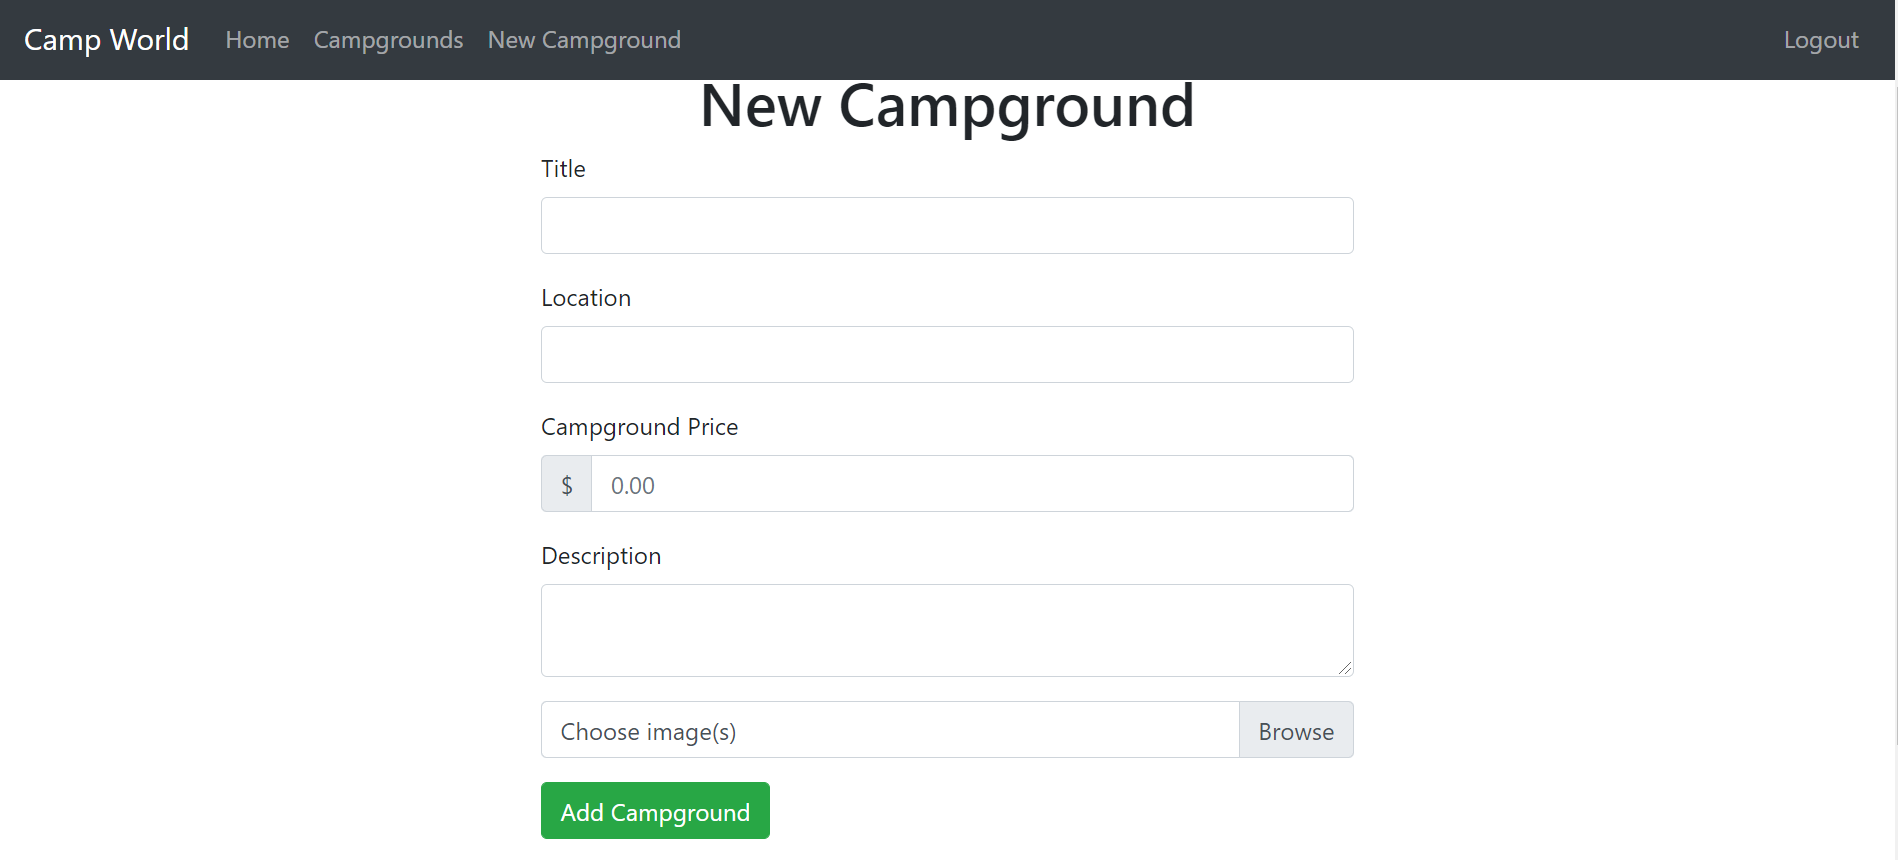 Camp World Home Campgrounds New Campground Logout
New Campground
Title
Location
Campground Price
$ 0.00
Description
Choose image(s) Browse
Add Campground